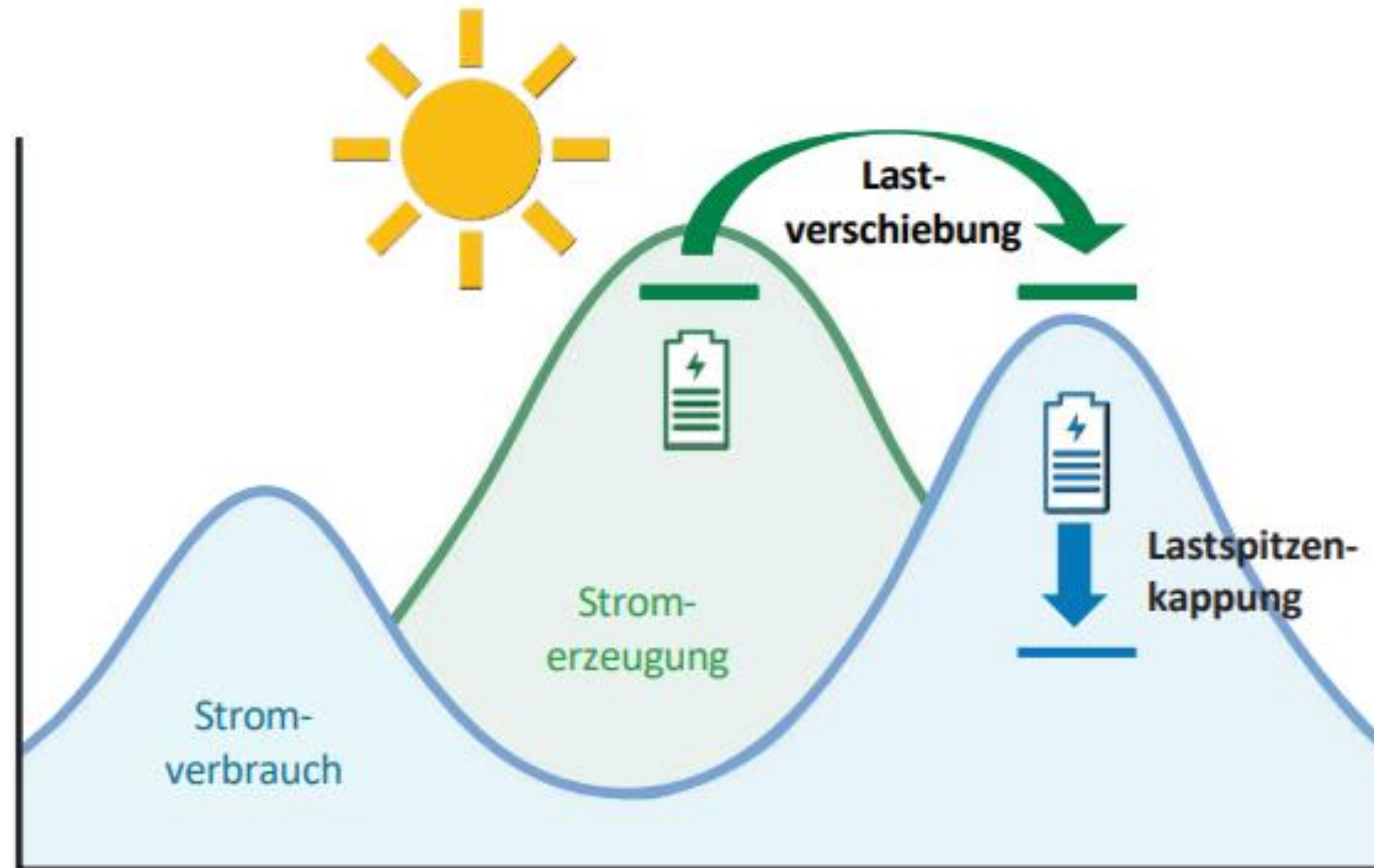 Last-
verschiebung
Lastspitzen-
kappung
Strom-
erzeugung
Strom-
verbrauch